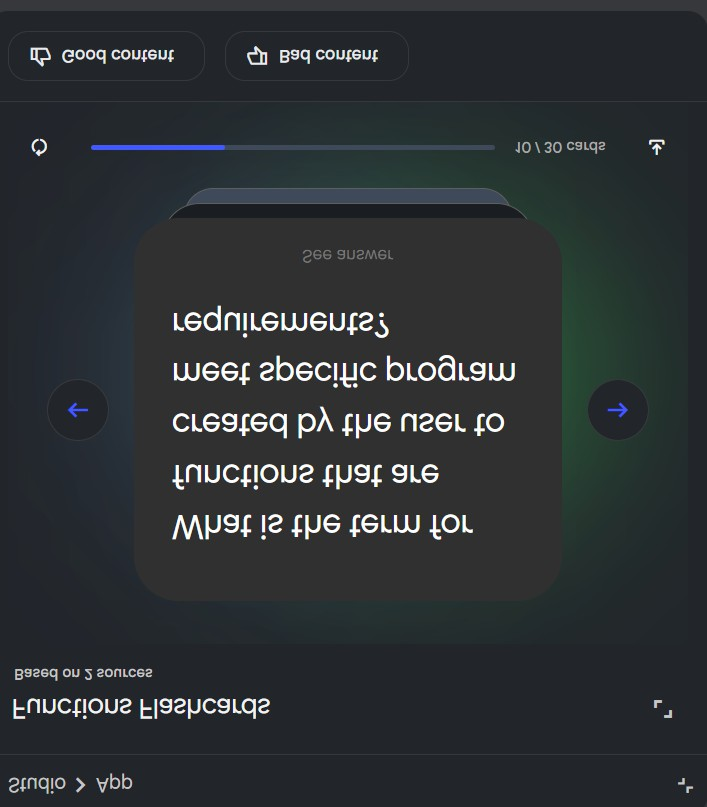 Studio > App
Functions Flashcards
Based on 2 sources
What is the term for
functions that are
created by the user to
meet specific program
requirements?
See answer
10 / 30 cards
Good content
Bad content